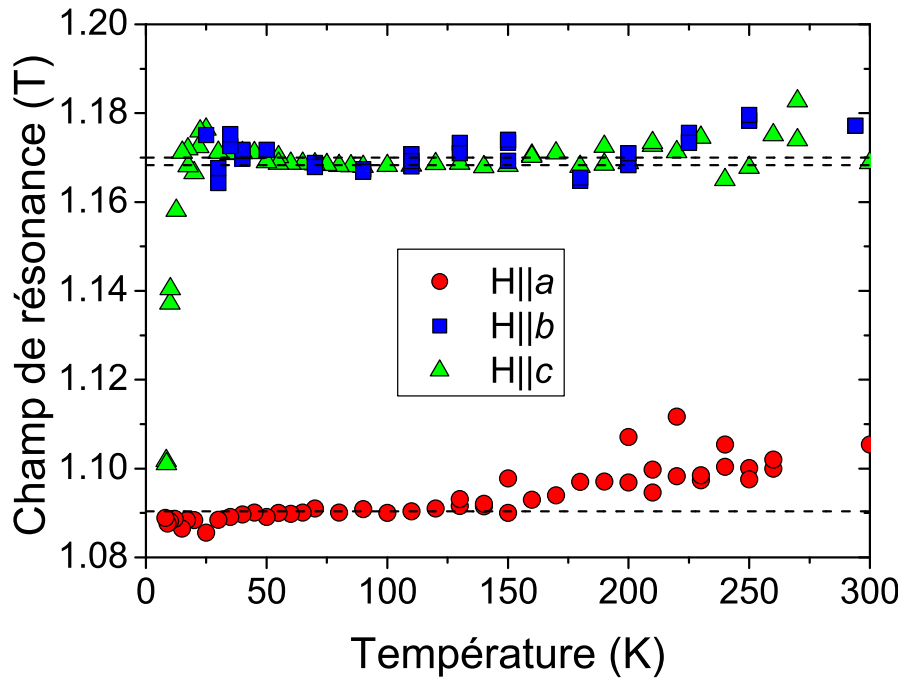 1.20
1.18
1.16
1.14
1.12
1.10
1.08
Champ de résonance (T)
H||a
H||b
H||c
0 50 100 150 200 250 300
Température (K)